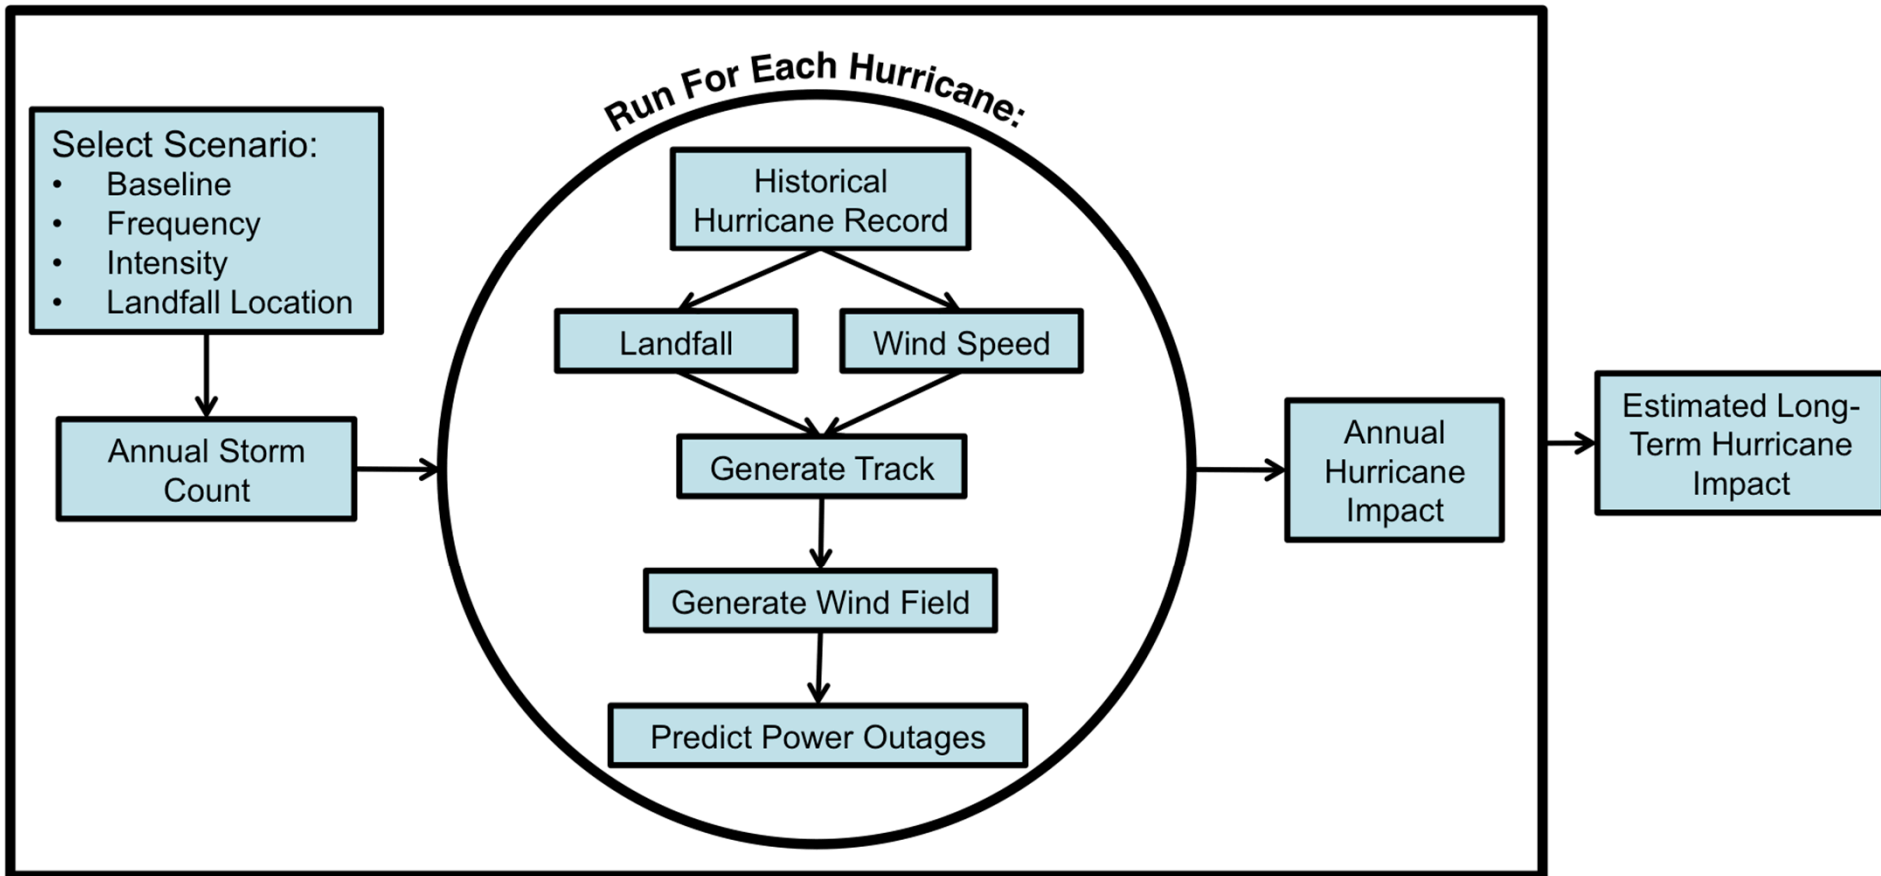 Run For Each Hurricane:
Select Scenario:
• Baseline
• Frequency
• Intensity
• Landfall Location
Annual Storm
Count
Historical
Hurricane Record
Landfall
Wind Speed
Generate Track
Generate Wind Field
Predict Power Outages
Annual
Hurricane
Impact
Estimated Long-
Term Hurricane
Impact